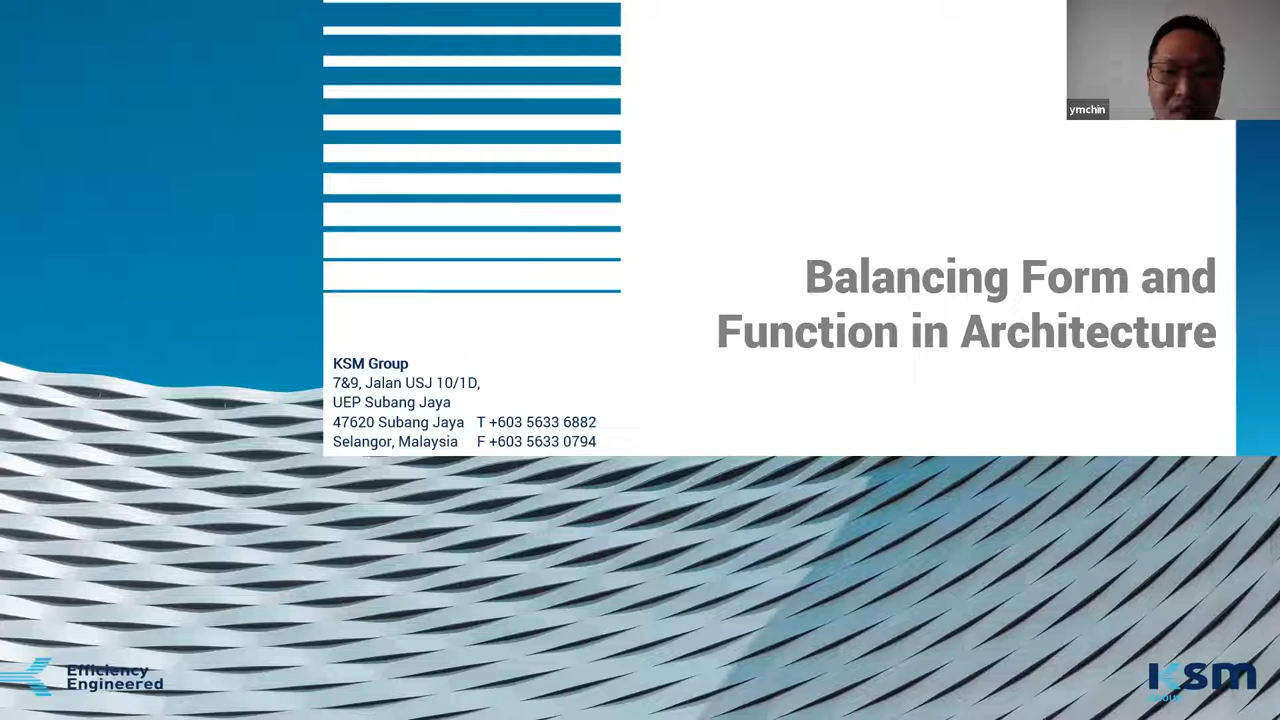 ymchin
Balancing Form and
Function in Architecture
KSM Group
7&9, Jalan USJ 10/1D,
UEP Subang Jaya
47620 Subang Jaya T +603 5633 6882
Selangor, Malaysia F +603 5633 0794
Efficiency
Engineered
ksm
GROUP